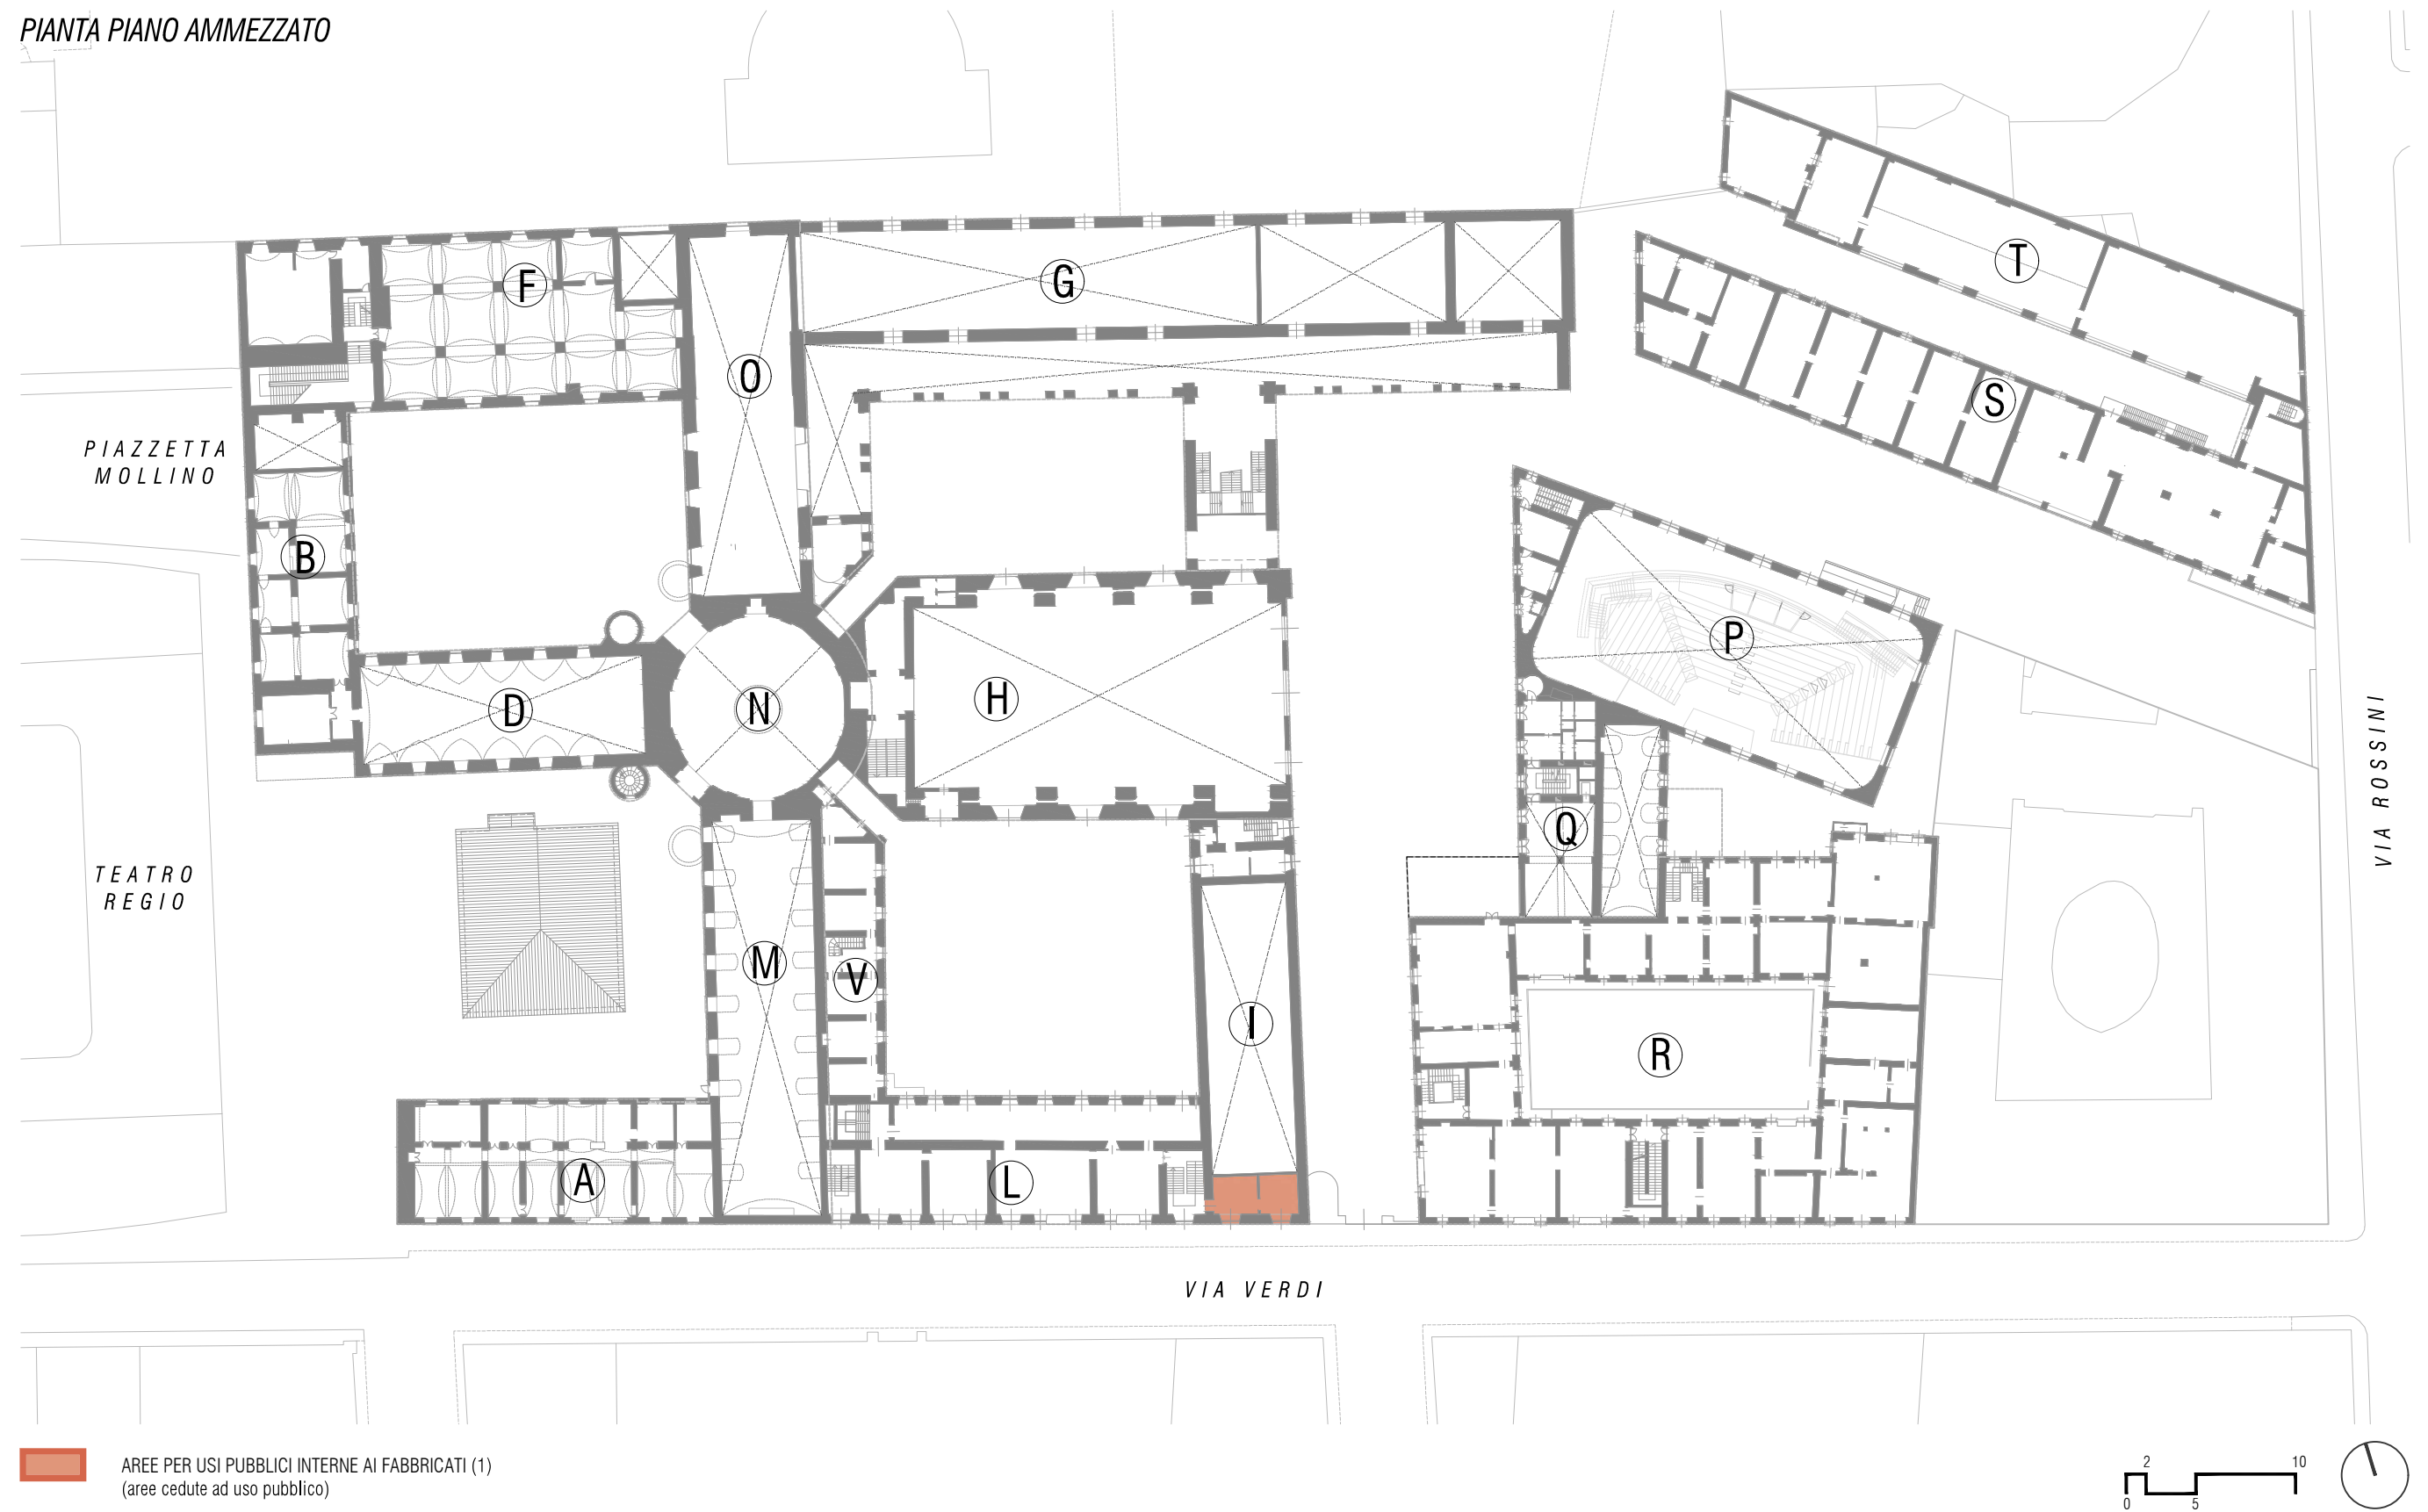 PIANTA PIANO AMMEZZATO
T
F
G
O
S
PIAZZETTA
MOLLINO
B
P
H
D
N
VIA ROSSINI
Q
TEATRO
REGIO
M
V
I
R
A
L
VIA VERDI
AREE PER USI PUBBLICI INTERNE AI FABBRICATI (1)
(aree cedute ad uso pubblico)
2 10
0 5